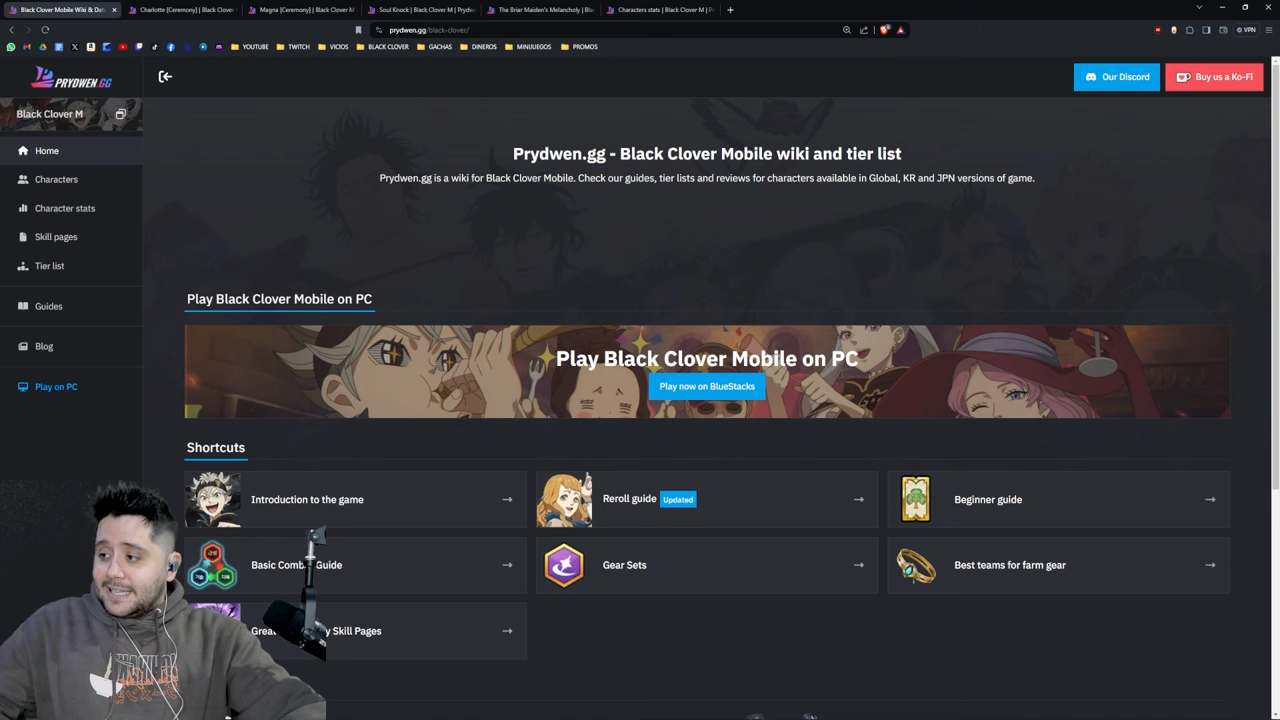 Black Clover Mobile Wiki & Dat
Charlotte [Ceremony] | Black Clover
Magna [Ceremony] | Black Clover M
Soul Knock | Black Clover M | Prydw
The Briar Maiden's Melancholy | Bla
Characters stats | Black Clover M | P
prydwen.gg/black-clover/
VPN
YOUTUBE
TWITCH
VICIOS
BLACK CLOVER
GACHAS
DINEROS
MINIJUEGOS
PROMOS
PRYDWEN.GG
Our Discord
Buy us a Ko-Fi
Black Clover M
Home
Characters
Character stats
Skill pages
Tier list
Guides
Blog
Play on PC
Prydwen.gg - Black Clover Mobile wiki and tier list
Prydwen.gg is a wiki for Black Clover Mobile. Check our guides, tier lists and reviews for characters available in Global, KR and JPN versions of game.
Play Black Clover Mobile on PC
Play Black Clover Mobile on PC
Play now on BlueStacks
Shortcuts
Introduction to the game
Reroll guide Updated
Beginner guide
Basic Comb Guide
Gear Sets
Best teams for farm gear
Grea y Skill Pages